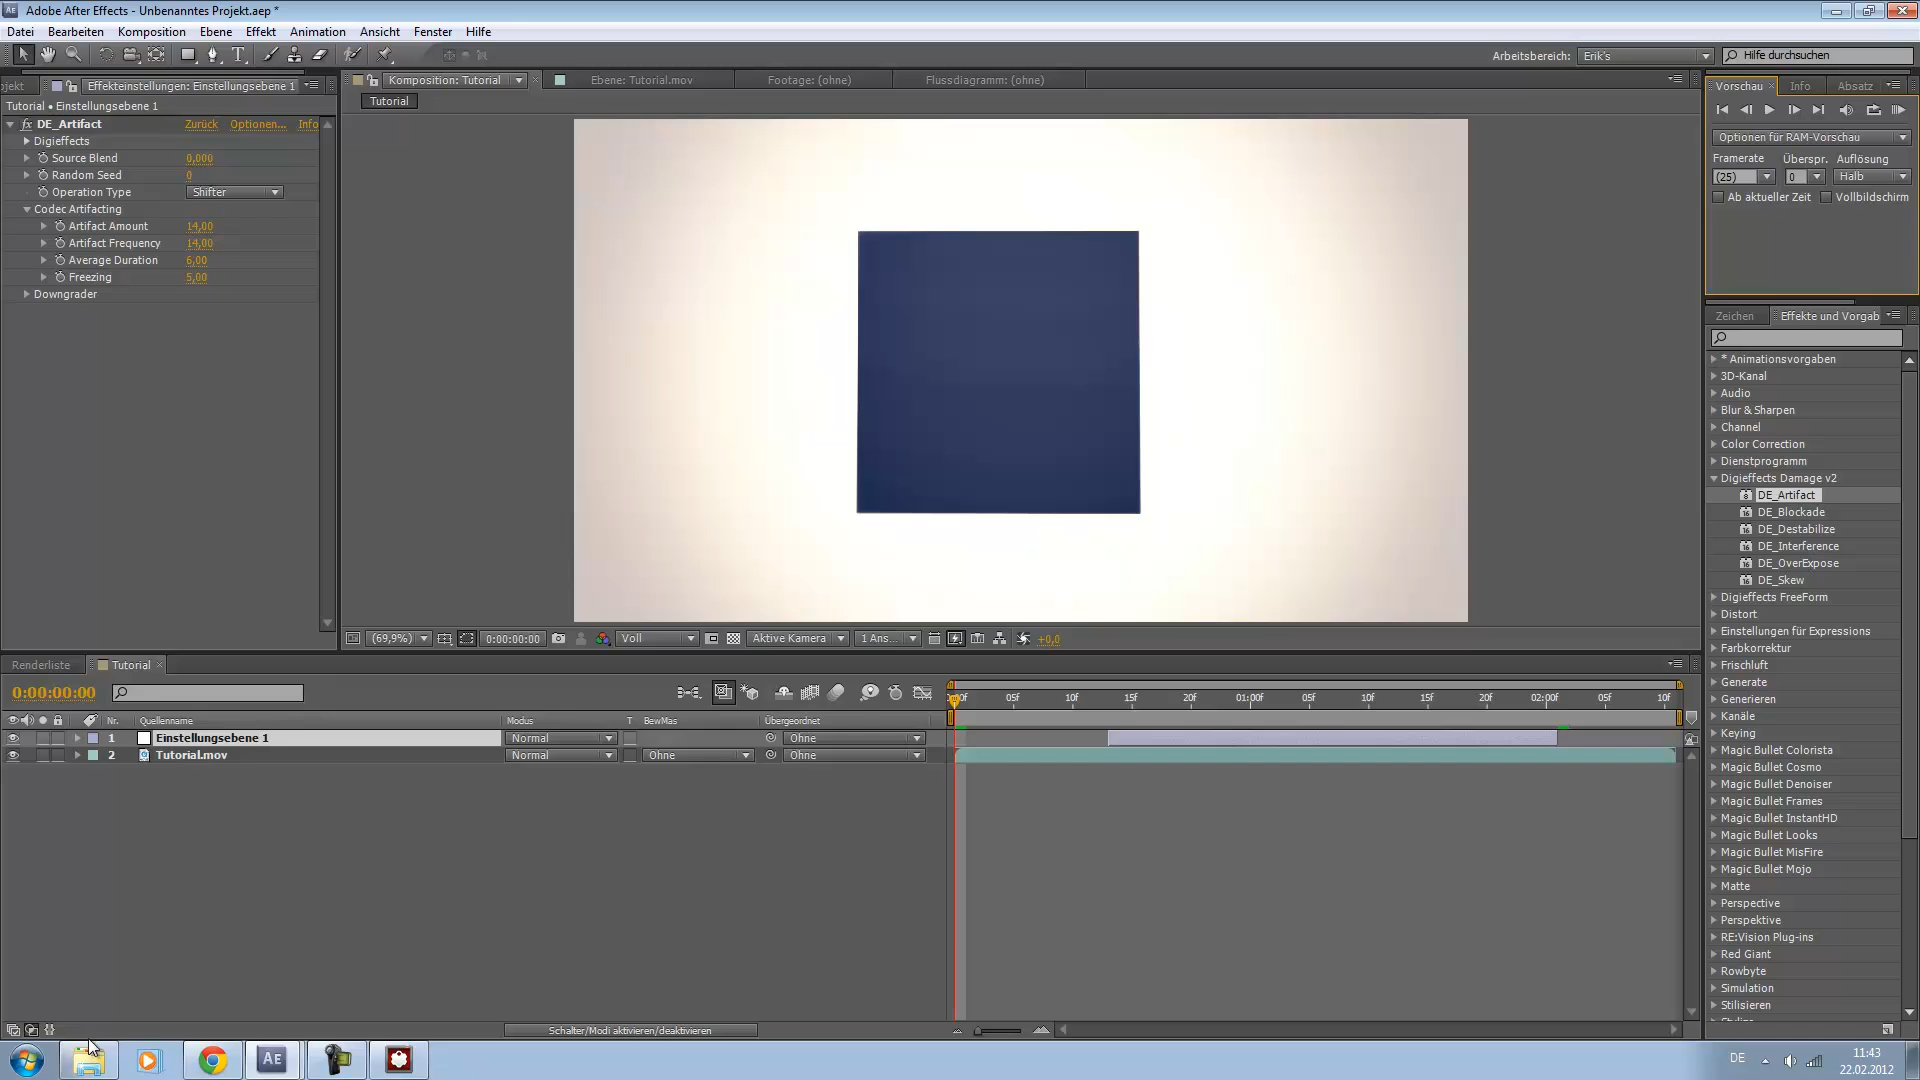 Adobe After Effects - Unbenanntes Projekt.aep *
Datei Bearbeiten Komposition Ebene Effekt Animation Ansicht Fenster Hilfe
Arbeitsbereich: Erik's Hilfe durchsuchen
ojekt Effekteinstellungen: Einstellungsebene 1
Tutorial • Einstellungsebene 1
fx DE_Artifact Zurück Optionen... Info
Digieffects
Source Blend 0,000
Random Seed 0
Operation Type Shifter
Codec Artifacting
Artifact Amount 14,00
Artifact Frequency 14,00
Average Duration 6,00
Freezing 5,00
Downgrader
Komposition: Tutorial Ebene: Tutorial.mov Footage: (ohne) Flussdiagramm: (ohne)
Tutorial
(69,9%) 0:00:00:00 Voll Aktive Kamera 1 Ans... +0,0
Vorschau Info Absatz
Optionen für RAM-Vorschau
Framerate Überspr. Auflösung
(25) 0 Halb
Ab aktueller Zeit Vollbildschirm
Zeichen Effekte und Vorgab
* Animationsvorgaben
3D-Kanal
Audio
Blur & Sharpen
Channel
Color Correction
Dienstprogramm
Digieffects Damage v2
DE_Artifact
DE_Blockade
DE_Destabilize
DE_Interference
DE_OverExpose
DE_Skew
Digieffects FreeForm
Distort
Einstellungen für Expressions
Farbkorrektur
Frischluft
Generate
Generieren
Kanäle
Keying
Magic Bullet Colorista
Magic Bullet Cosmo
Magic Bullet Denoiser
Magic Bullet Frames
Magic Bullet InstantHD
Magic Bullet Looks
Magic Bullet MisFire
Magic Bullet Mojo
Matte
Perspective
Perspektive
RE:Vision Plug-ins
Red Giant
Rowbyte
Simulation
Stilisieren
Renderliste Tutorial
0:00:00:00
05f 10f 15f 20f 01:00f 05f 10f 15f 20f 02:00f 05f 10f
Nr. Quellenname Modus T BewMas Übergeordnet
1 Einstellungsebene 1 Normal Ohne
2 Tutorial.mov Normal Ohne Ohne
Schalter/Modi aktivieren/deaktivieren
AE
DE
11:43
22.02.2012